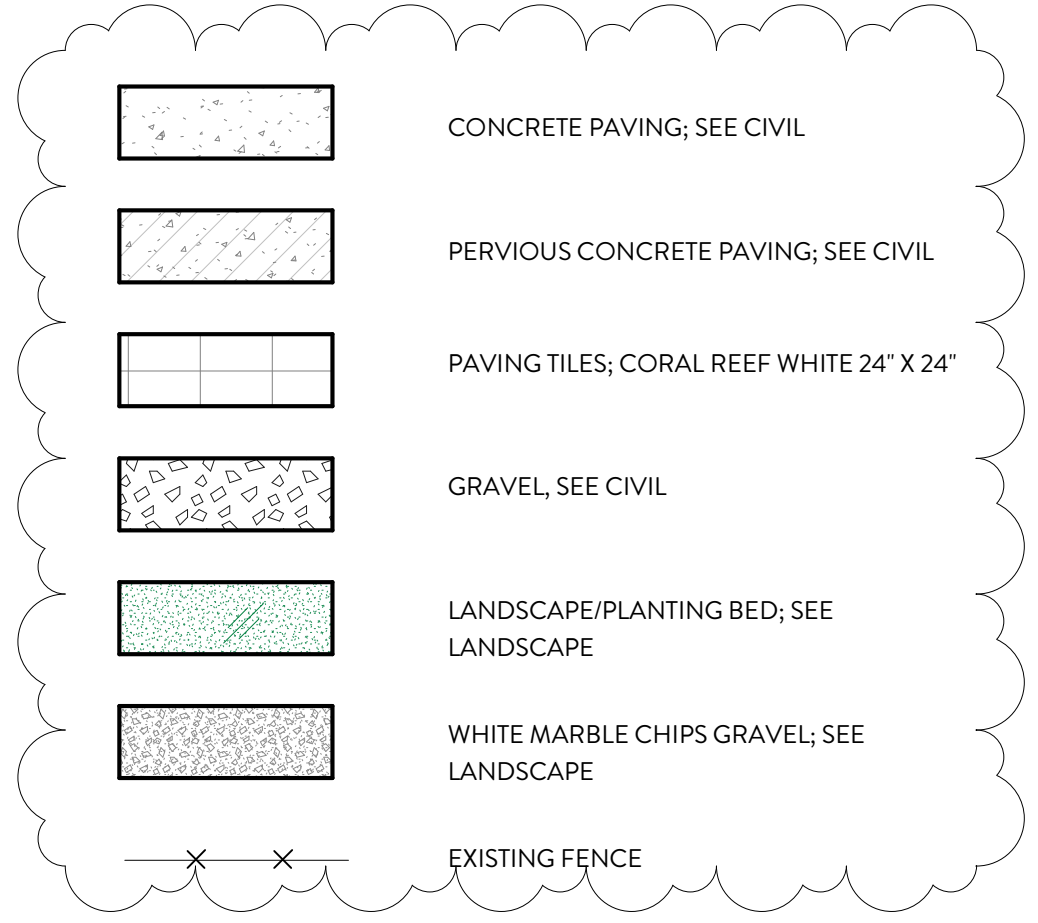 CONCRETE PAVING; SEE CIVIL
PERVIOUS CONCRETE PAVING; SEE CIVIL
PAVING TILES; CORAL REEF WHITE 24" X 24"
GRAVEL, SEE CIVIL
LANDSCAPE/PLANTING BED; SEE
LANDSCAPE
WHITE MARBLE CHIPS GRAVEL; SEE
LANDSCAPE
EXISTING FENCE